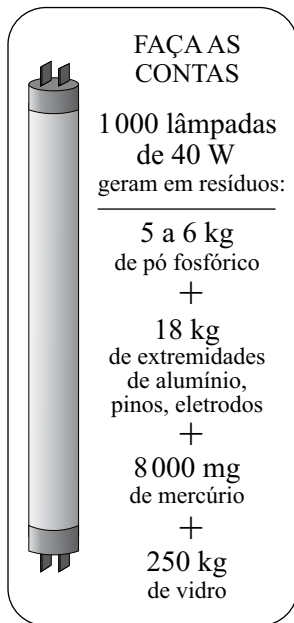 FAÇA AS
CONTAS
1 000 lâmpadas
de 40 W
geram em resíduos:
5 a 6 kg
de pó fosfórico
+
18 kg
de extremidades
de alumínio,
pinos, eletrodos
+
8 000 mg
de mercúrio
+
250 kg
de vidro